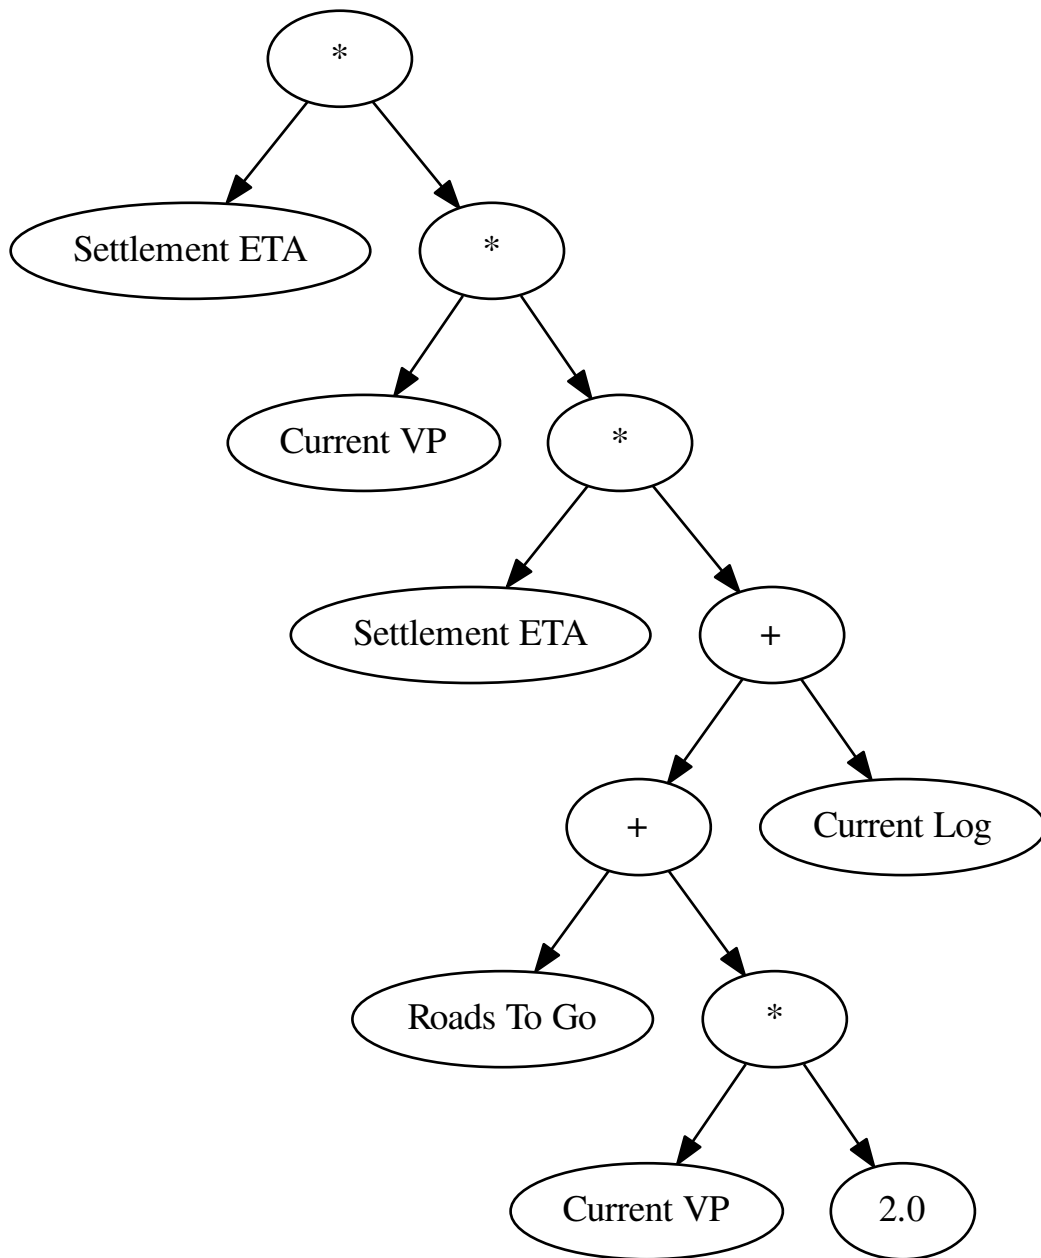 *
Settlement ETA
*
Current VP
*
Settlement ETA
+
+
Current Log
Roads To Go
*
Current VP
2.0